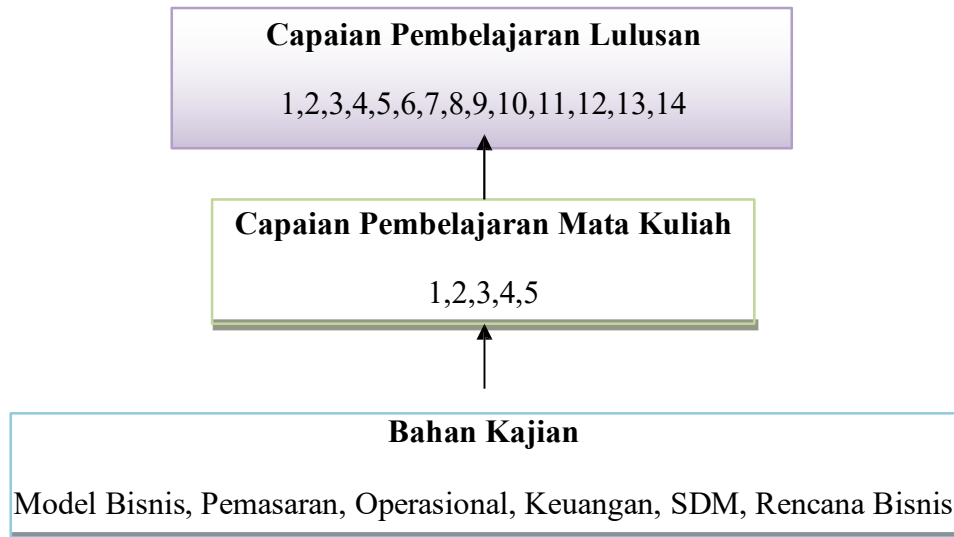 Capaian Pembelajaran Lulusan
1,2,3,4,5,6,7,8,9,10,11,12,13,14
Capaian Pembelajaran Mata Kuliah
1,2,3,4,5
Bahan Kajian
Model Bisnis, Pemasaran, Operasional, Keuangan, SDM, Rencana Bisnis